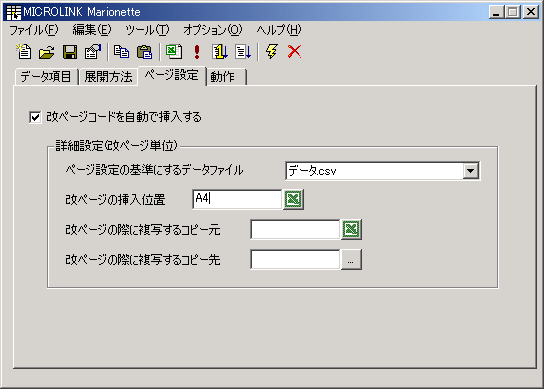 MICROLINK Marionette
ファイル(F) 編集(E) ツール(T) オプション(O) ヘルプ(H)
データ項目 展開方法 ページ設定 動作
改ページコードを自動で挿入する
詳細設定(改ページ単位)
ページ設定の基準にするデータファイル データ.csv
改ページの挿入位置 A4
改ページの際に複写するコピー元
改ページの際に複写するコピー先 ...